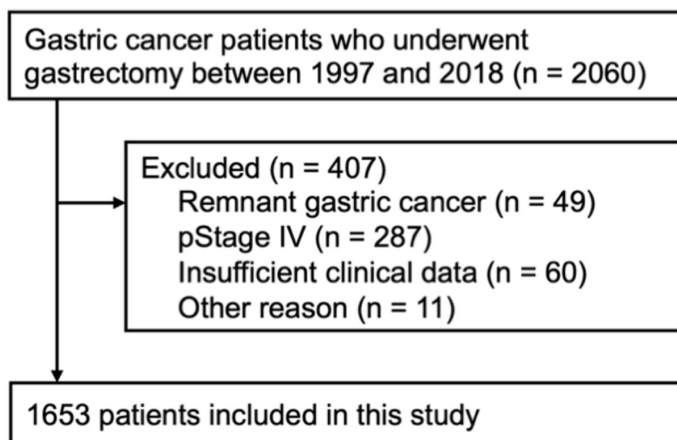 Gastric cancer patients who underwent
gastrectomy between 1997 and 2018 (n = 2060)
Excluded (n = 407)
Remnant gastric cancer (n = 49)
pStage IV (n = 287)
Insufficient clinical data (n = 60)
Other reason (n = 11)
1653 patients included in this study